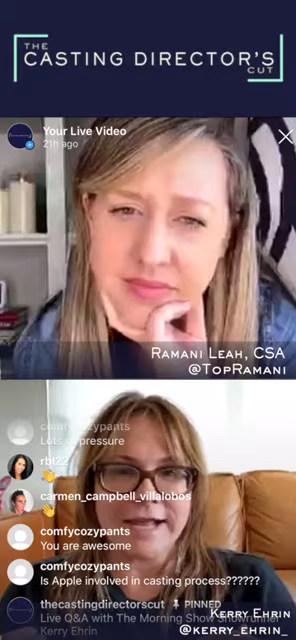 THE
CASTING DIRECTOR'S
CUT
Your Live Video
21h ago
RAMANI LEAH, CSA
@TOPRAMANI
comfycozypants
Lots pressure
rbl22
👋
carmen_campbell_villalobos
👋
comfycozypants
You are awesome
comfycozypants
Is Apple involved in casting process??????
thecastingdirectorscut PINNED
Live Q&A with The Morning Show Showrunner
Kerry Ehrin
KERRY EHRIN
@KERRY_EHRIN